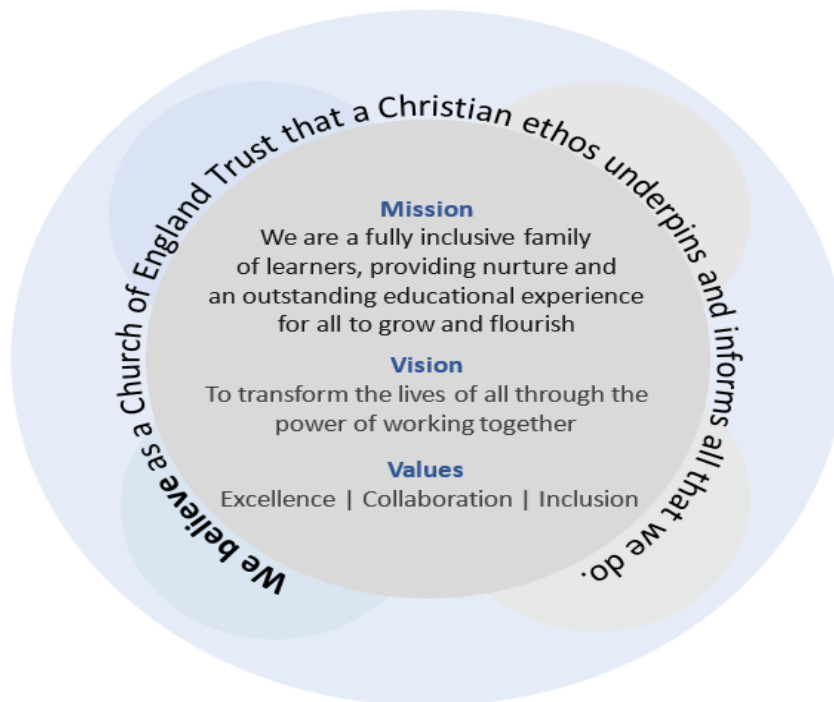 We believe as a Church of England Trust that a Christian ethos underpins and informs all that we do.
Mission
We are a fully inclusive family
of learners, providing nurture and
an outstanding educational experience
for all to grow and flourish
Vision
To transform the lives of all through the
power of working together
Values
Excellence | Collaboration | Inclusion